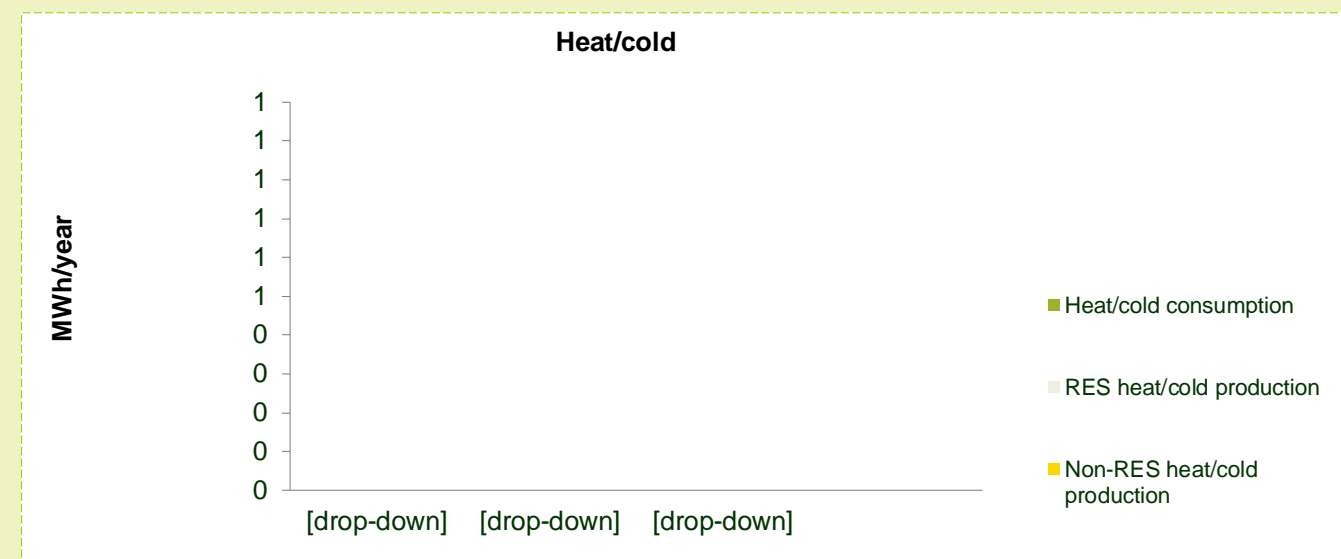 Heat/cold
MWh/year
1
1
1
1
1
1
0
0
0
0
0
[drop-down] [drop-down] [drop-down]
Heat/cold consumption
RES heat/cold production
Non-RES heat/cold
production